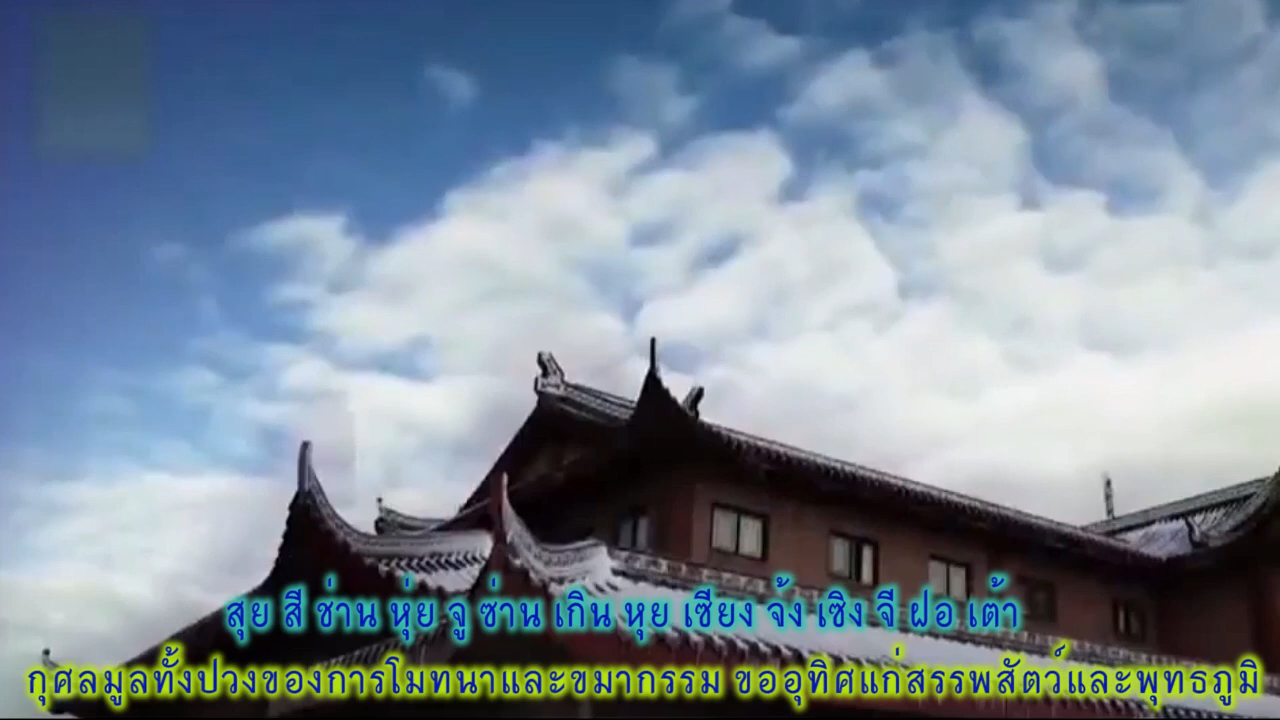 สุย สี ช่าน หุ่ย จู ซ่าน เกิน หุย เซียง จ้ง เซิง จี ฝอ เต้า
กุศลมูลทั้งปวงของการโมทนาและขมากรรม ขออุทิศแก่สรรพสัตว์และพุทธภูมิ